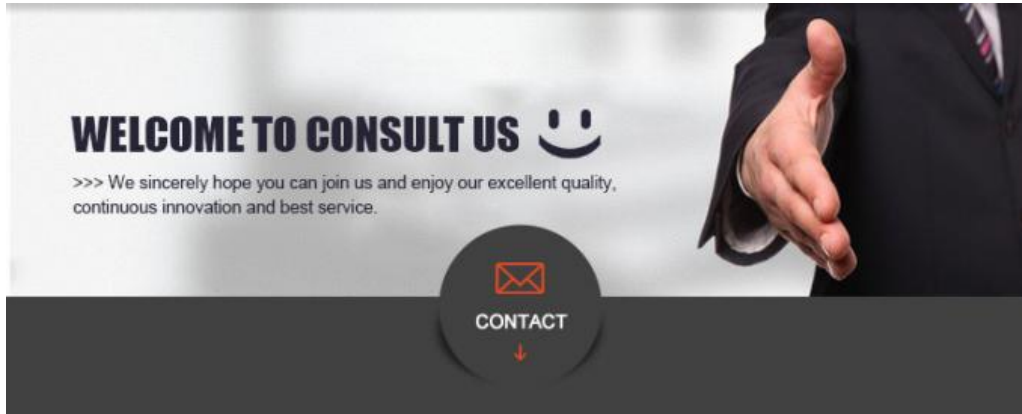 WELCOME TO CONSULT US
>>> We sincerely hope you can join us and enjoy our excellent quality,
continuous innovation and best service.
CONTACT